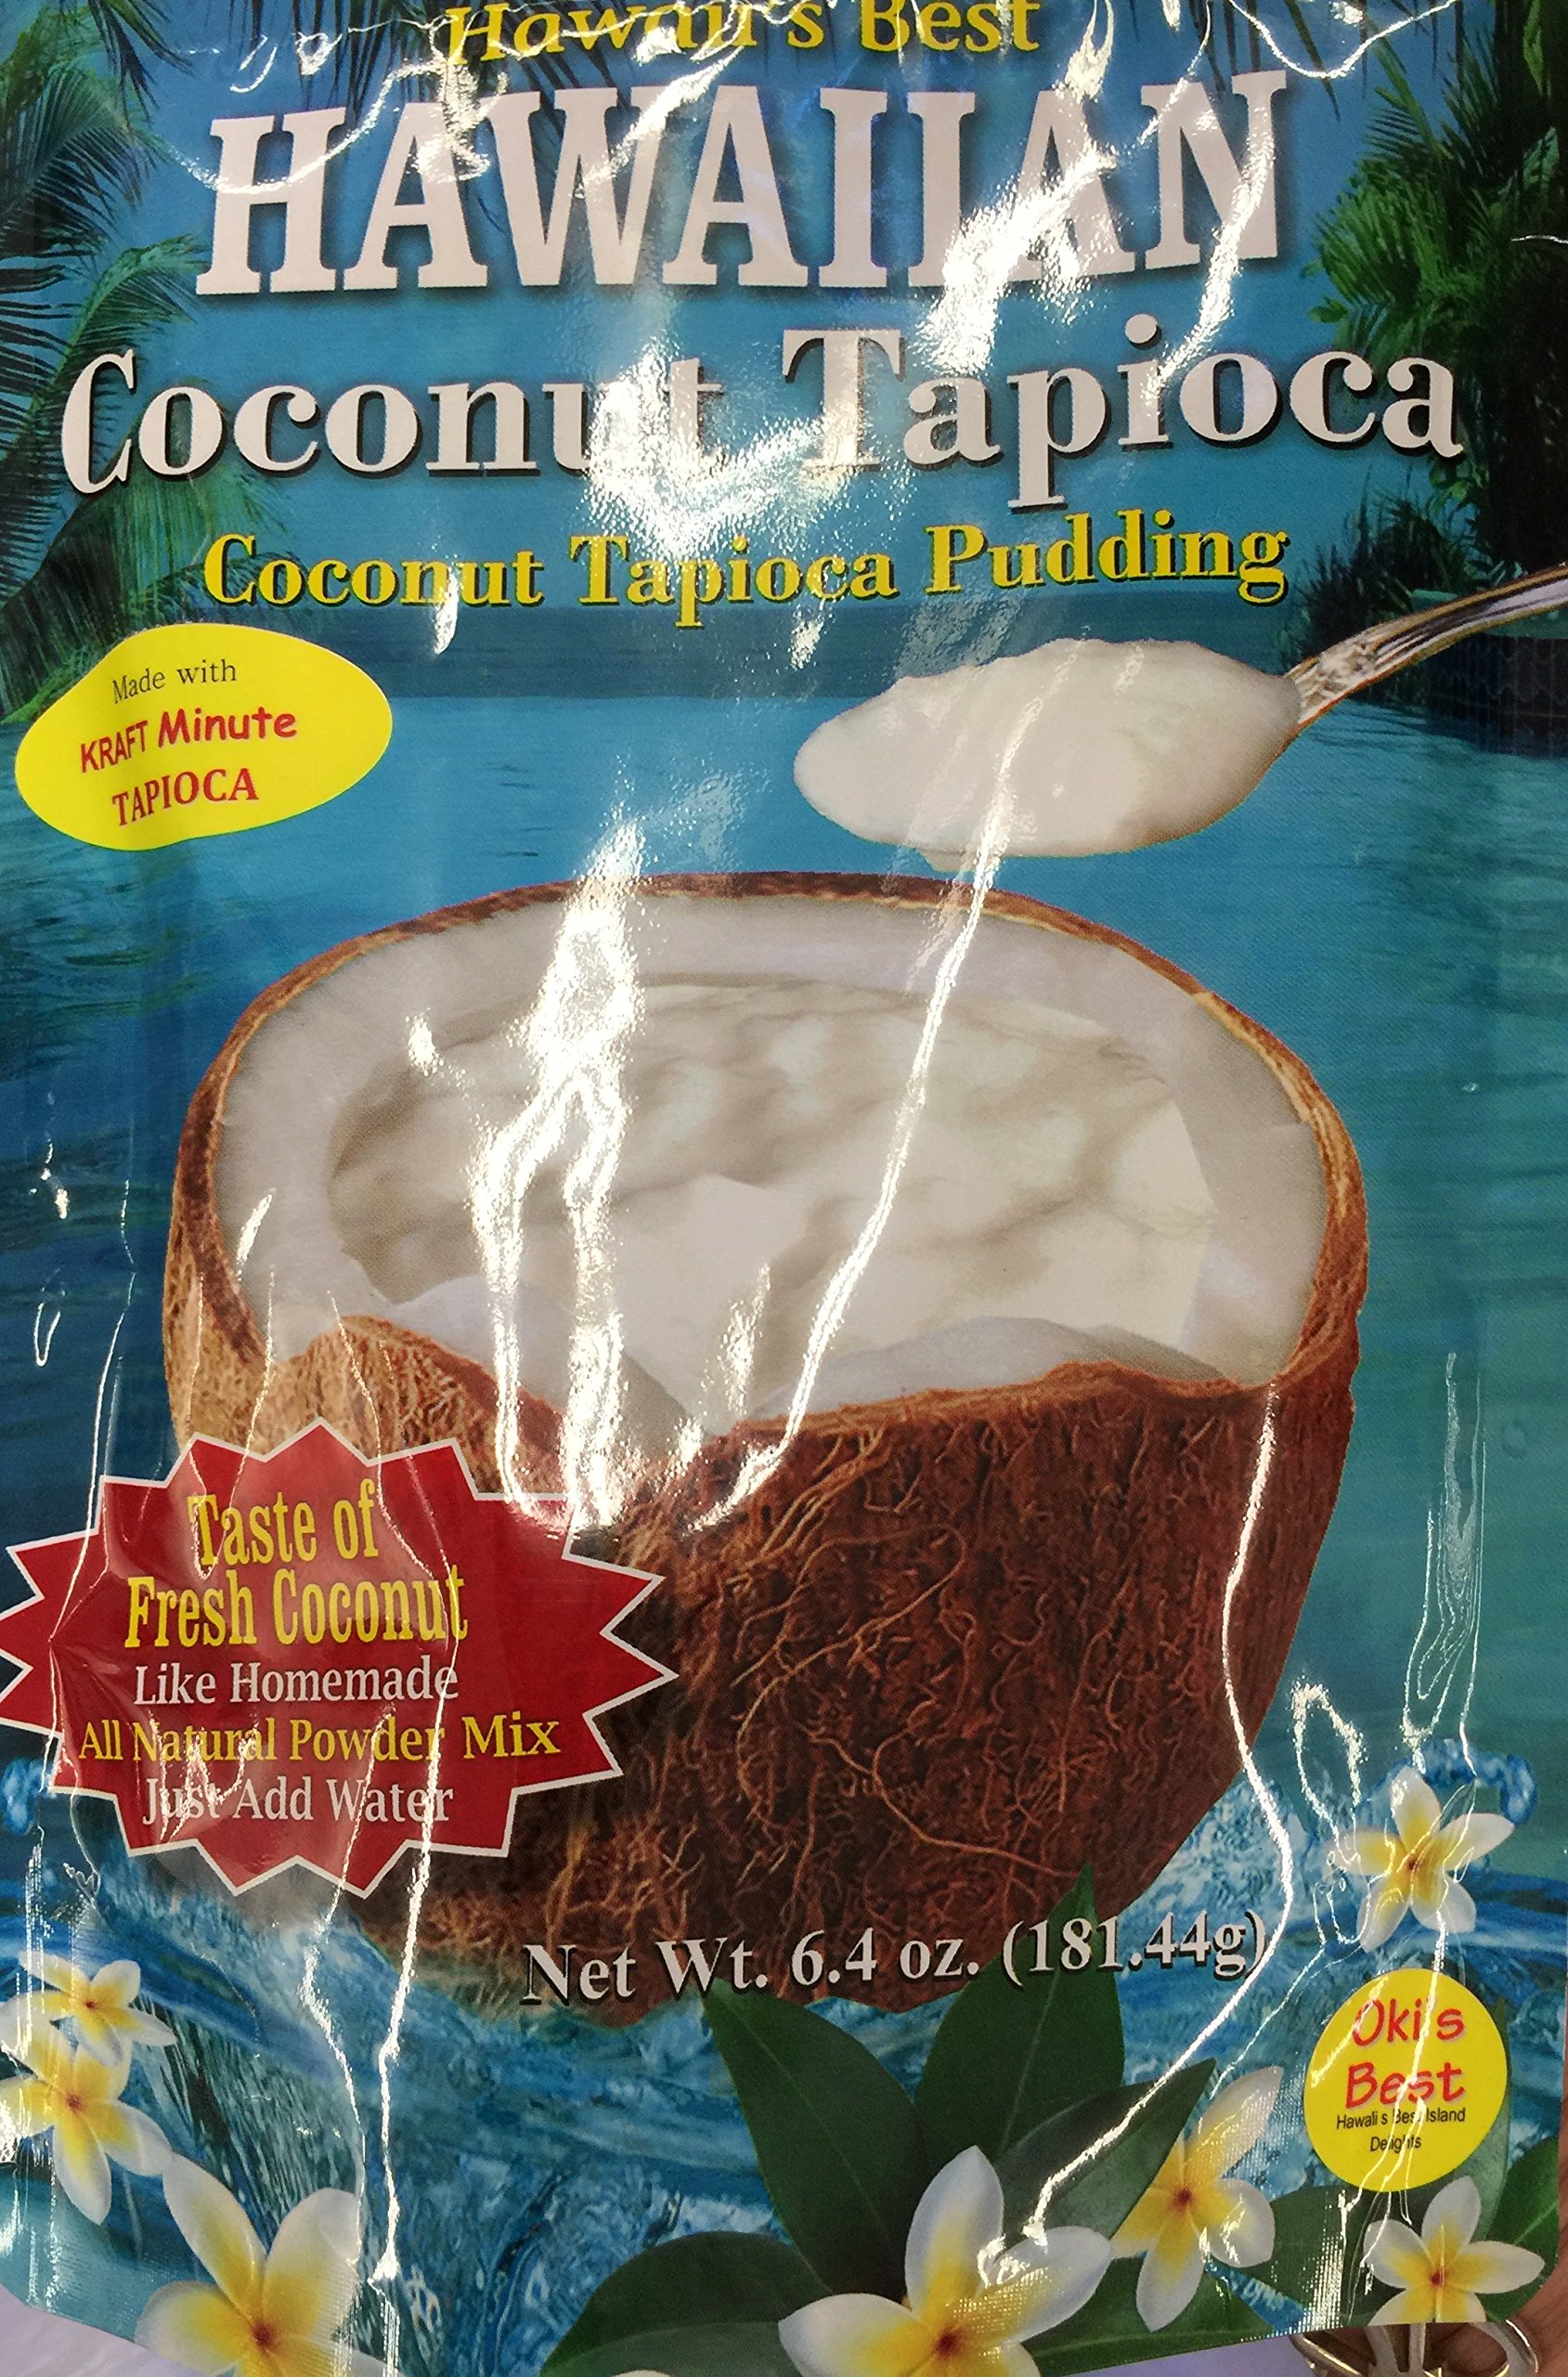 Hawaii's Best
HAWAIIAN
Coconut Tapioca
Coconut Tapioca Pudding
Made with
KRAFT Minute
TAPIOCA
Taste of
Fresh Coconut
Like Homemade
All Natural Powder Mix
Just Add Water
Net Wt. 6.4 oz. (181.44g)
Oki's
Best
Hawaii s Best Island
Delights